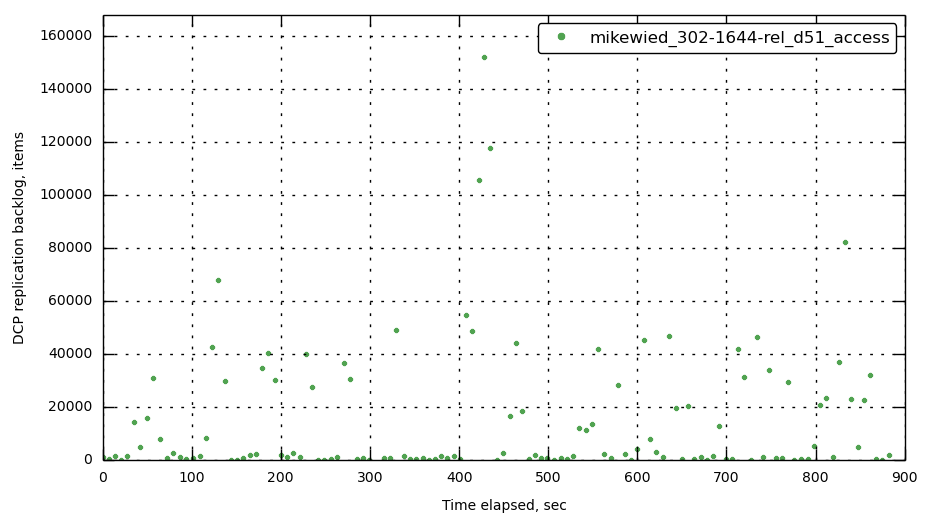 160000
mikewied_302-1644-rel_d51_access
140000
120000
100000
80000
60000
40000
20000
0
DCP replication backlog, items
0 100 200 300 400 500 600 700 800 900
Time elapsed, sec